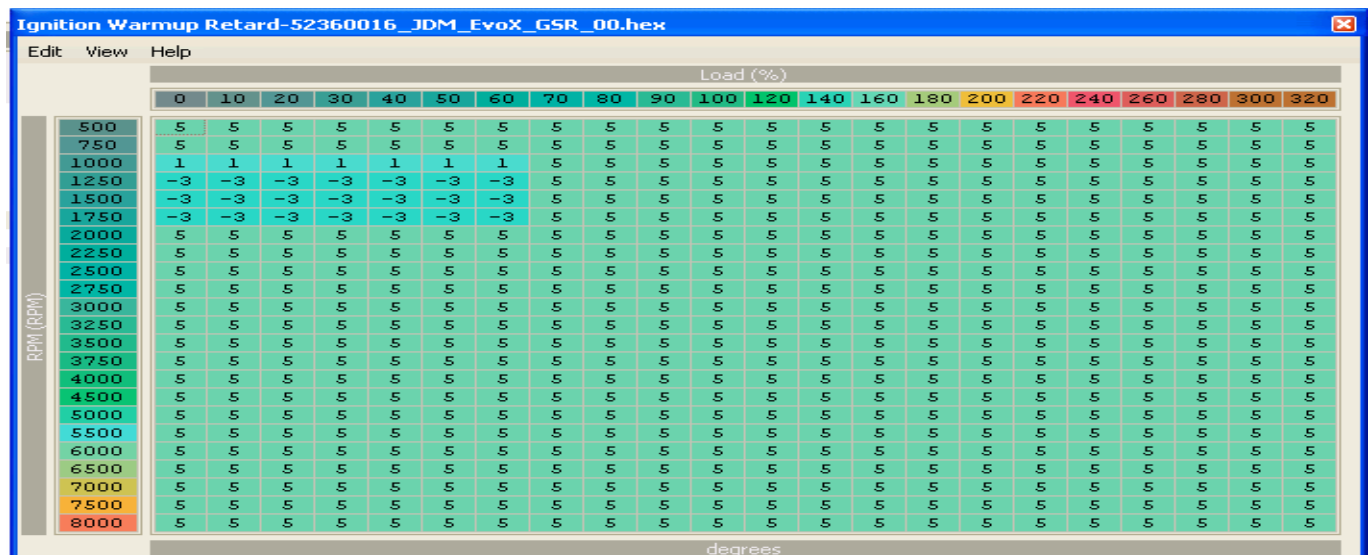 Ignition Warmup Retard-52360016_JDM_EvoX_GSR_00.hex
Edit View Help
Load (%)
0 10 20 30 40 50 60 70 80 90 100 120 140 160 180 200 220 240 260 280 300 320
RPM (RPM)
500 5 5 5 5 5 5 5 5 5 5 5 5 5 5 5 5 5 5 5 5 5 5
750 5 5 5 5 5 5 5 5 5 5 5 5 5 5 5 5 5 5 5 5 5 5
1000 1 1 1 1 1 1 1 5 5 5 5 5 5 5 5 5 5 5 5 5 5 5
1250 -3 -3 -3 -3 -3 -3 -3 5 5 5 5 5 5 5 5 5 5 5 5 5 5 5
1500 -3 -3 -3 -3 -3 -3 -3 5 5 5 5 5 5 5 5 5 5 5 5 5 5 5
1750 -3 -3 -3 -3 -3 -3 -3 5 5 5 5 5 5 5 5 5 5 5 5 5 5 5
2000 5 5 5 5 5 5 5 5 5 5 5 5 5 5 5 5 5 5 5 5 5 5
2250 5 5 5 5 5 5 5 5 5 5 5 5 5 5 5 5 5 5 5 5 5 5
2500 5 5 5 5 5 5 5 5 5 5 5 5 5 5 5 5 5 5 5 5 5 5
2750 5 5 5 5 5 5 5 5 5 5 5 5 5 5 5 5 5 5 5 5 5 5
3000 5 5 5 5 5 5 5 5 5 5 5 5 5 5 5 5 5 5 5 5 5 5
3250 5 5 5 5 5 5 5 5 5 5 5 5 5 5 5 5 5 5 5 5 5 5
3500 5 5 5 5 5 5 5 5 5 5 5 5 5 5 5 5 5 5 5 5 5 5
3750 5 5 5 5 5 5 5 5 5 5 5 5 5 5 5 5 5 5 5 5 5 5
4000 5 5 5 5 5 5 5 5 5 5 5 5 5 5 5 5 5 5 5 5 5 5
4500 5 5 5 5 5 5 5 5 5 5 5 5 5 5 5 5 5 5 5 5 5 5
5000 5 5 5 5 5 5 5 5 5 5 5 5 5 5 5 5 5 5 5 5 5 5
5500 5 5 5 5 5 5 5 5 5 5 5 5 5 5 5 5 5 5 5 5 5 5
6000 5 5 5 5 5 5 5 5 5 5 5 5 5 5 5 5 5 5 5 5 5 5
6500 5 5 5 5 5 5 5 5 5 5 5 5 5 5 5 5 5 5 5 5 5 5
7000 5 5 5 5 5 5 5 5 5 5 5 5 5 5 5 5 5 5 5 5 5 5
7500 5 5 5 5 5 5 5 5 5 5 5 5 5 5 5 5 5 5 5 5 5 5
8000 5 5 5 5 5 5 5 5 5 5 5 5 5 5 5 5 5 5 5 5 5 5
degrees